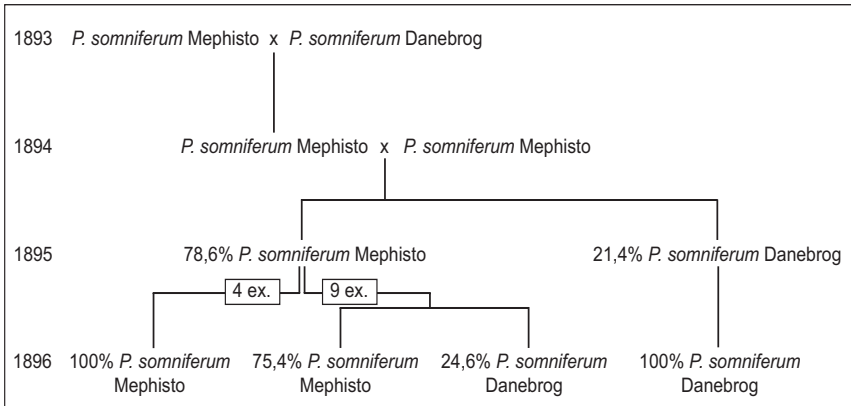 1893 P. somniferum Mephisto x P. somniferum Danebrog
1894 P. somniferum Mephisto x P. somniferum Mephisto
1895 78,6% P. somniferum Mephisto 21,4% P. somniferum Danebrog
4 ex. 9 ex.
1896 100% P. somniferum 75,4% P. somniferum 24,6% P. somniferum 100% P. somniferum
Mephisto Mephisto Danebrog Danebrog